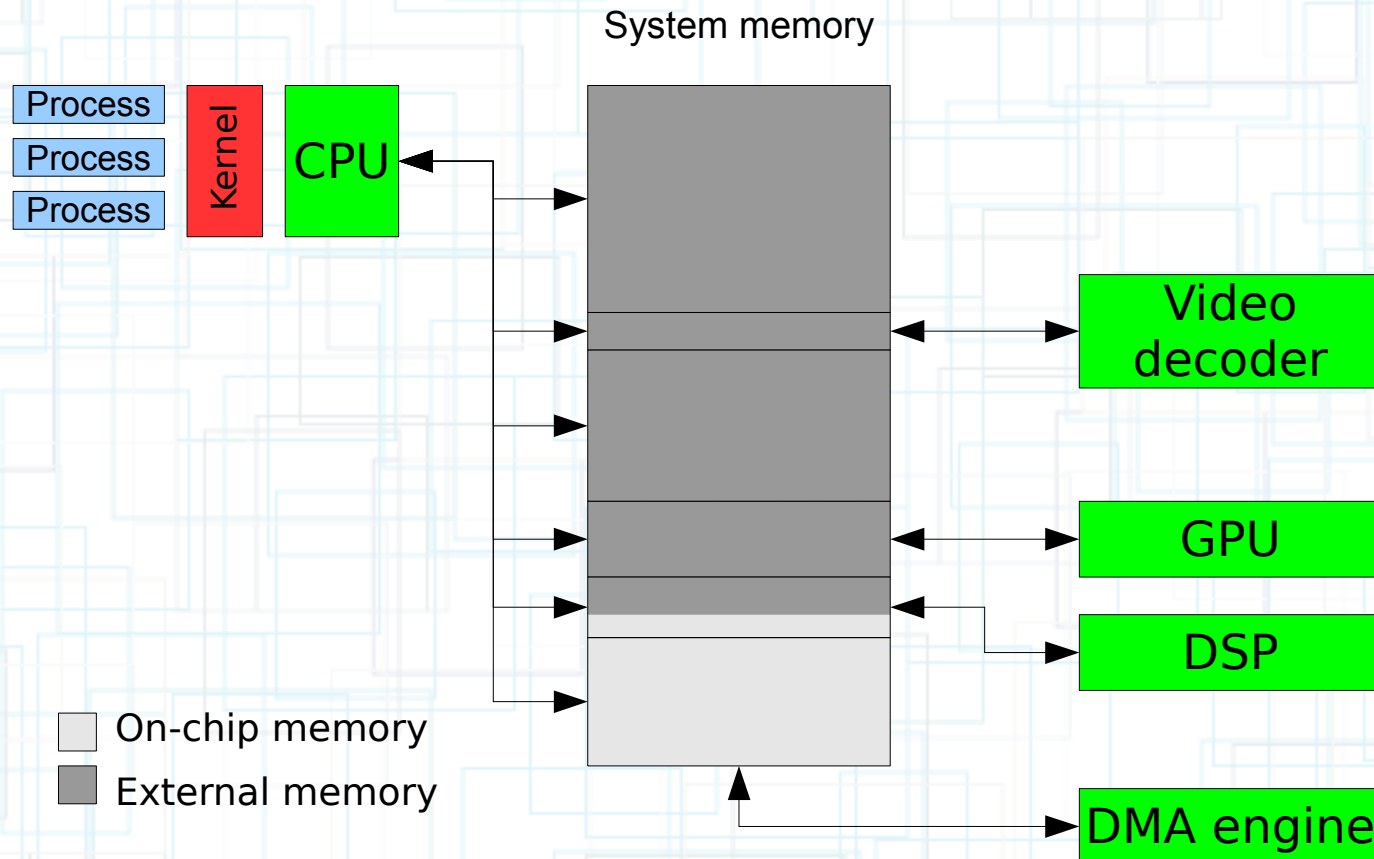 System memory
Process
Process
Process
Kernel
CPU
Video
decoder
GPU
DSP
DMA engine
On-chip memory
External memory